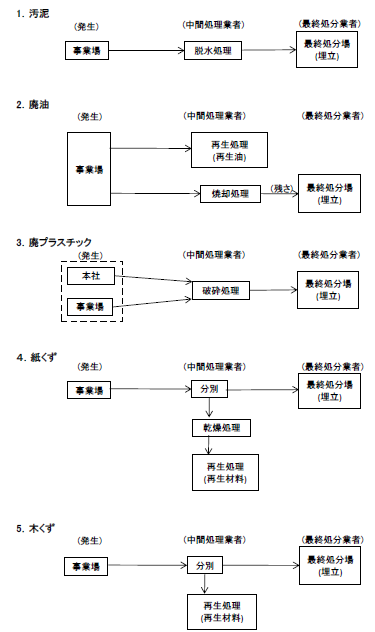 1. 汚泥
(発生) (中間処理業者) (最終処分業者)
事業場 脱水処理 最終処分場
(埋立)
2. 廃油
(発生) (中間処理業者) (最終処分業者)
再生処理
(再生油)
事業場
焼却処理 (残さ) 最終処分場
(埋立)
3. 廃プラスチック
(発生) (中間処理業者) (最終処分業者)
本社
破砕処理 最終処分場
(埋立)
事業場
4. 紙くず
(発生) (中間処理業者) (最終処分業者)
事業場 分別 最終処分場
(埋立)
乾燥処理
再生処理
(再生材料)
5. 木くず
(発生) (中間処理業者) (最終処分業者)
事業場 分別 最終処分場
(埋立)
再生処理
(再生材料)